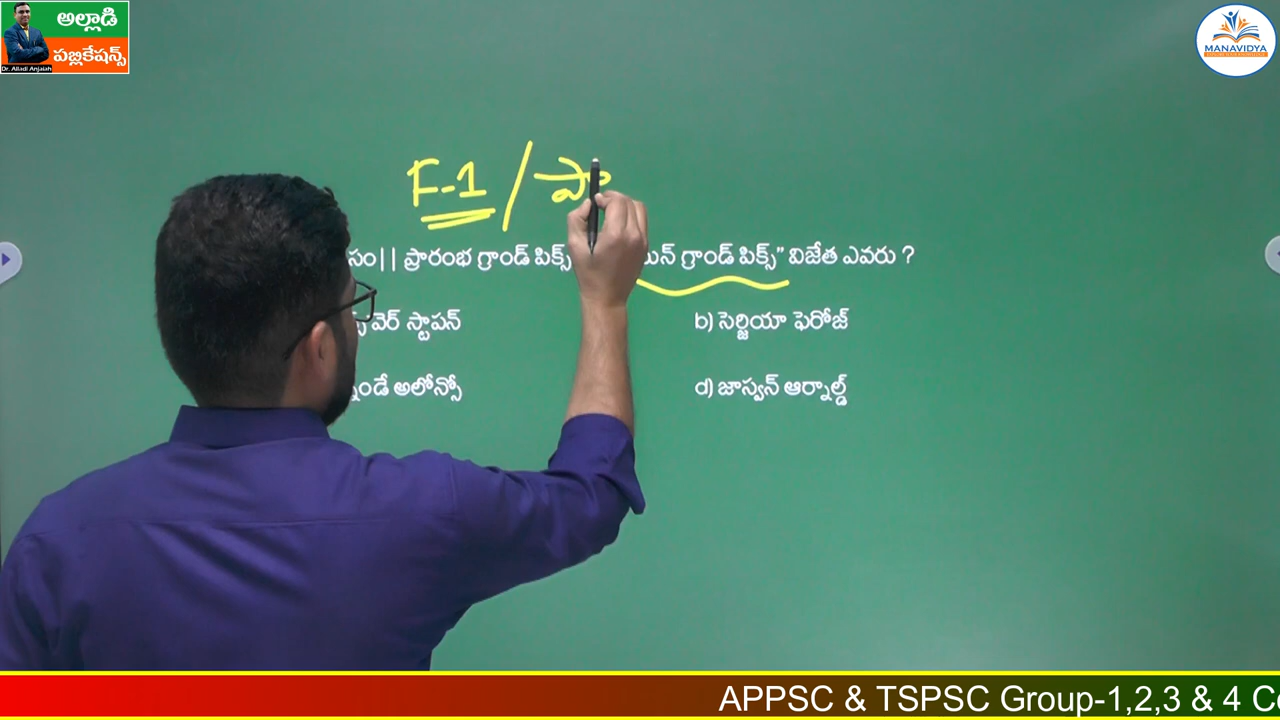 అల్లాడి
పబ్లికేషన్స్
Dr. Alladi Anjaiah
MANAVIDYA
F-1 / పా
సం|| ప్రారంభ గ్రాండ్ పిక్స్ గ్రాండ్ పిక్స్" విజేత ఎవరు ?
వెర్ స్టాపన్
b) సెర్జియా ఫెరోజ్
అలోన్సో
d) జాస్వన్ ఆర్నాల్డ్
APPSC & TSPSC Group-1,2,3 & 4 C